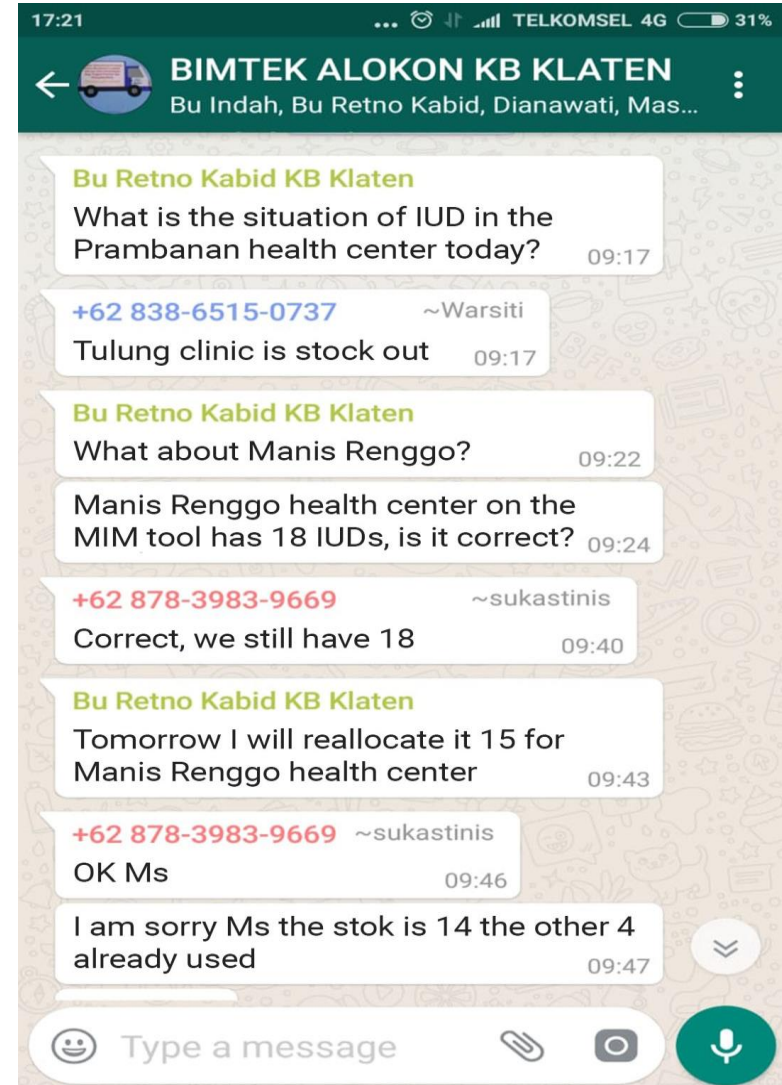 17:21 ... TELKOMSEL 4G 31%
BIMTEK ALOKON KB KLATEN
Bu Indah, Bu Retno Kabid, Dianawati, Mas...
Bu Retno Kabid KB Klaten
What is the situation of IUD in the
Prambanan health center today? 09:17
+62 838-6515-0737 ~Warsiti
Tulung clinic is stock out 09:17
Bu Retno Kabid KB Klaten
What about Manis Renggo? 09:22
Manis Renggo health center on the
MIM tool has 18 IUDs, is it correct? 09:24
+62 878-3983-9669 ~sukastinis
Correct, we still have 18 09:40
Bu Retno Kabid KB Klaten
Tomorrow I will reallocate it 15 for
Manis Renggo health center 09:43
+62 878-3983-9669 ~sukastinis
OK Ms 09:46
I am sorry Ms the stok is 14 the other 4
already used 09:47
Type a message